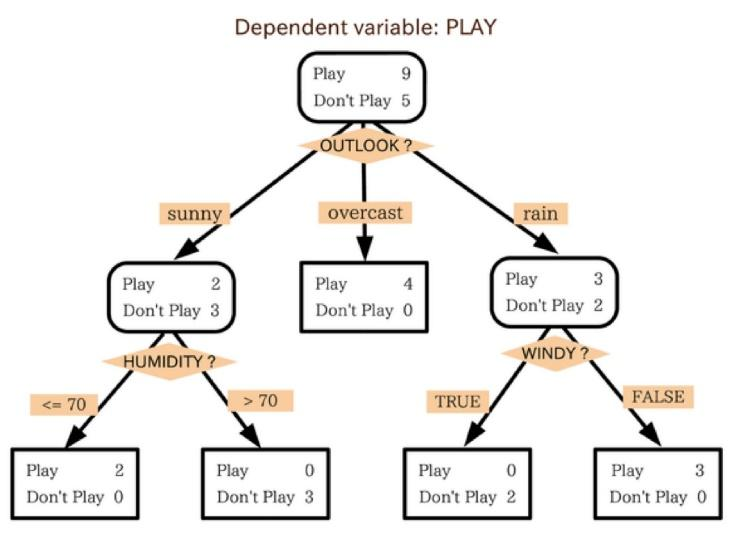 Dependent variable: PLAY
Play 9
Don't Play 5
OUTLOOK ?
sunny
overcast
rain
Play 2
Don't Play 3
Play 4
Don't Play 0
Play 3
Don't Play 2
HUMIDITY ?
WINDY ?
<= 70
> 70
TRUE
FALSE
Play 2
Don't Play 0
Play 0
Don't Play 3
Play 0
Don't Play 2
Play 3
Don't Play 0